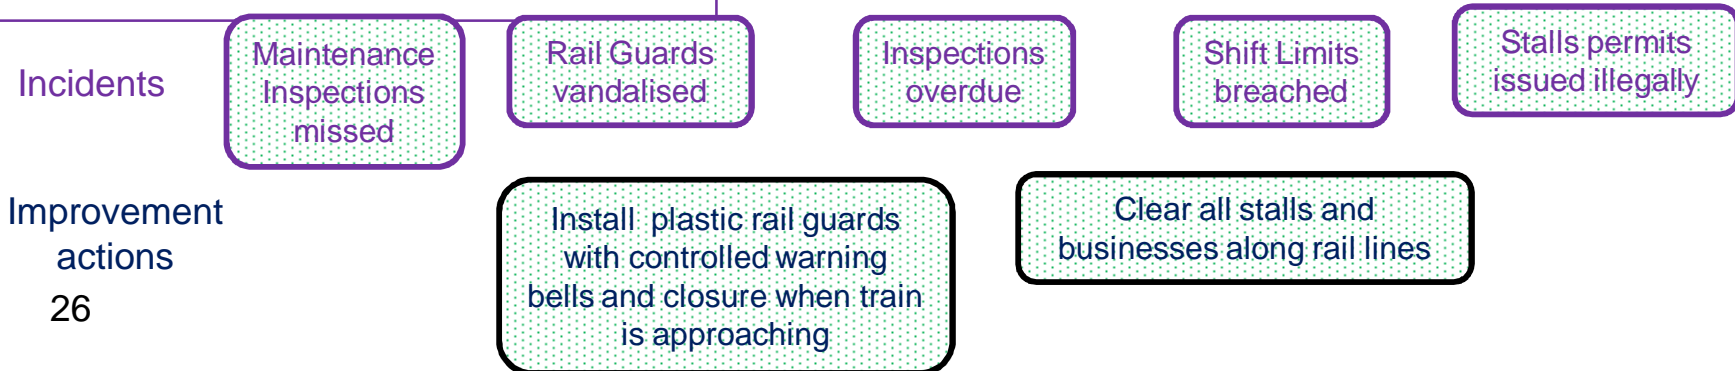 Incidents
Maintenance
Inspections
missed
Rail Guards
vandalised
Inspections
overdue
Shift Limits
breached
Stalls permits
issued illegally
Improvement
actions
Install plastic rail guards
with controlled warning
bells and closure when train
is approaching
Clear all stalls and
businesses along rail lines
26